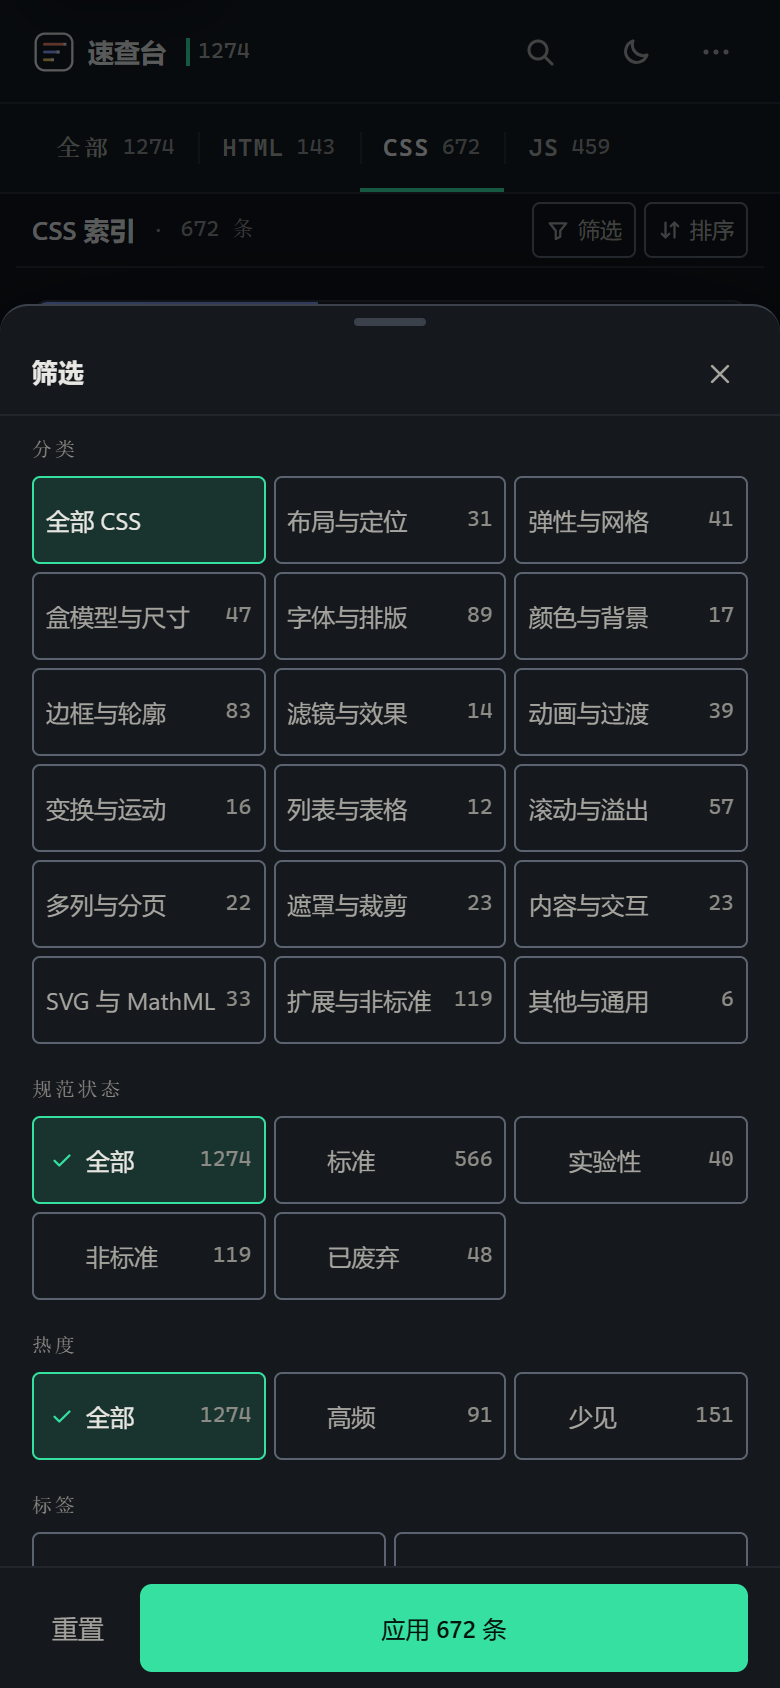 速查台 1274
全部 1274 HTML 143 CSS 672 JS 459
CSS 索引 · 672 条 筛选 排序
筛选
分类
全部 CSS 布局与定位 31 弹性与网格 41
盒模型与尺寸 47 字体与排版 89 颜色与背景 17
边框与轮廓 83 滤镜与效果 14 动画与过渡 39
变换与运动 16 列表与表格 12 滚动与溢出 57
多列与分页 22 遮罩与裁剪 23 内容与交互 23
SVG 与 MathML 33 扩展与非标准 119 其他与通用 6
规范状态
全部 1274 标准 566 实验性 40
非标准 119 已废弃 48
热度
全部 1274 高频 91 少见 151
标签
重置 应用 672 条